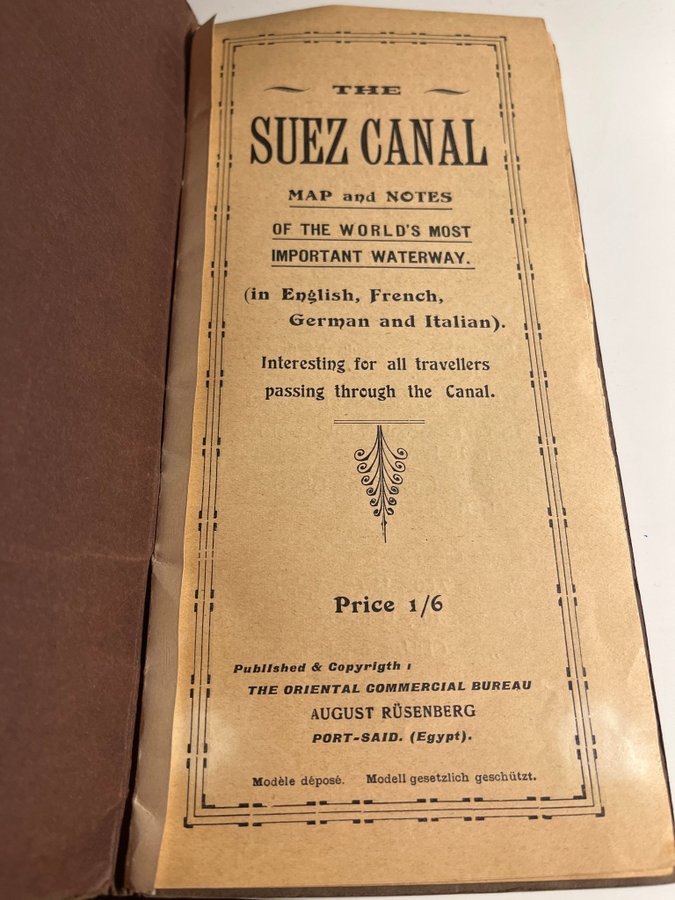 THE
SUEZ CANAL
MAP and NOTES
OF THE WORLD'S MOST
IMPORTANT WATERWAY.
(in English, French,
German and Italian).
Interesting for all travellers
passing through the Canal.
Price 1/6
Published & Copyrigth :
THE ORIENTAL COMMERCIAL BUREAU
AUGUST RÜSENBERG
PORT-SAID. (Egypt).
Modèle déposé. Modell gesetzlich geschützt.